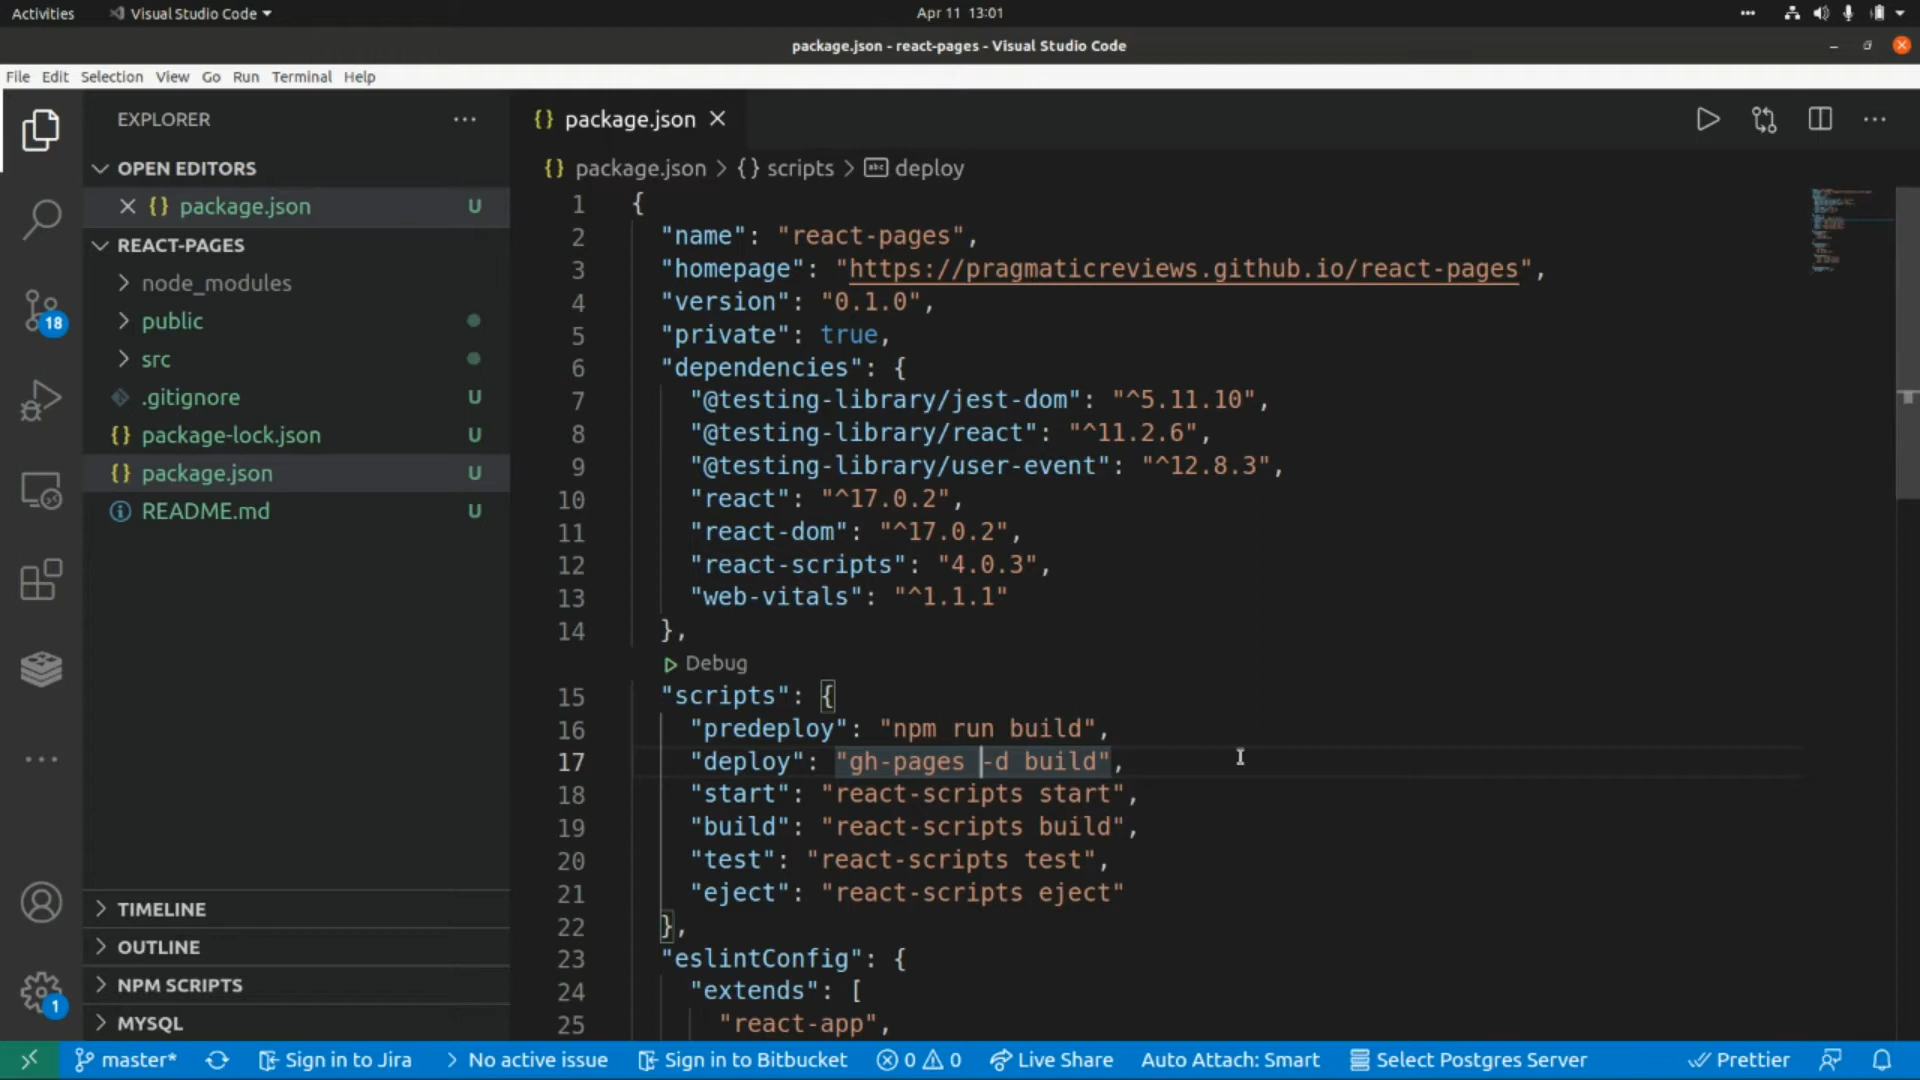 Activities
Visual Studio Code
Apr 11 13:01
package.json - react-pages - Visual Studio Code
File Edit Selection View Go Run Terminal Help
EXPLORER
OPEN EDITORS
{} package.json U
REACT-PAGES
node_modules
public
src
.gitignore U
{} package-lock.json U
{} package.json U
README.md U
TIMELINE
OUTLINE
NPM SCRIPTS
MYSQL
18
1
{} package.json
{} package.json > {} scripts > abc deploy
1 {
2 "name": "react-pages",
3 "homepage": "https://pragmaticreviews.github.io/react-pages",
4 "version": "0.1.0",
5 "private": true,
6 "dependencies": {
7 "@testing-library/jest-dom": "^5.11.10",
8 "@testing-library/react": "^11.2.6",
9 "@testing-library/user-event": "^12.8.3",
10 "react": "^17.0.2",
11 "react-dom": "^17.0.2",
12 "react-scripts": "4.0.3",
13 "web-vitals": "^1.1.1"
14 },
Debug
15 "scripts": {
16 "predeploy": "npm run build",
17 "deploy": "gh-pages -d build",
18 "start": "react-scripts start",
19 "build": "react-scripts build",
20 "test": "react-scripts test",
21 "eject": "react-scripts eject"
22 },
23 "eslintConfig": {
24 "extends": [
25 "react-app",
master* Sign in to Jira No active issue Sign in to Bitbucket 0 0 Live Share Auto Attach: Smart Select Postgres Server Prettier